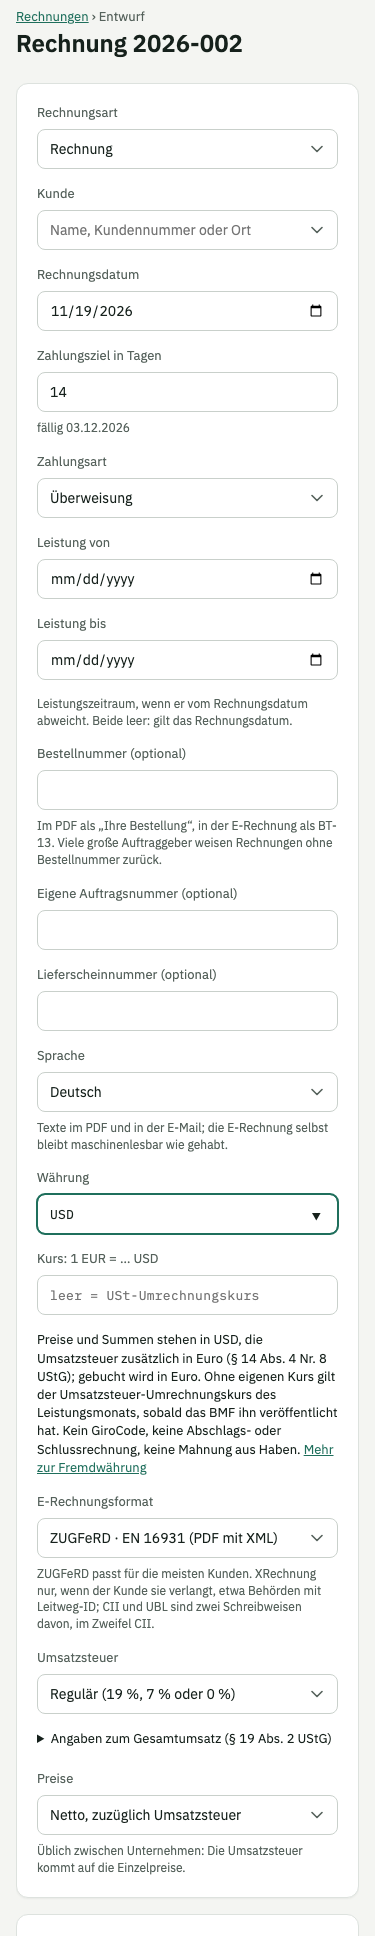 Rechnungen › Entwurf
Rechnung 2026-002
Rechnungsart
Rechnung
Kunde
Name, Kundennummer oder Ort
Rechnungsdatum
11/19/2026
Zahlungsziel in Tagen
14
fällig 03.12.2026
Zahlungsart
Überweisung
Leistung von
mm/dd/yyyy
Leistung bis
mm/dd/yyyy
Leistungszeitraum, wenn er vom Rechnungsdatum
abweicht. Beide leer: gilt das Rechnungsdatum.
Bestellnummer (optional)
Im PDF als „Ihre Bestellung“, in der E-Rechnung als BT-
13. Viele große Auftraggeber weisen Rechnungen ohne
Bestellnummer zurück.
Eigene Auftragsnummer (optional)
Lieferscheinnummer (optional)
Sprache
Deutsch
Texte im PDF und in der E-Mail; die E-Rechnung selbst
bleibt maschinenlesbar wie gehabt.
Währung
USD
Kurs: 1 EUR = … USD
leer = USt-Umrechnungskurs
Preise und Summen stehen in USD, die
Umsatzsteuer zusätzlich in Euro (§ 14 Abs. 4 Nr. 8
UStG); gebucht wird in Euro. Ohne eigenen Kurs gilt
der Umsatzsteuer-Umrechnungskurs des
Leistungsmonats, sobald das BMF ihn veröffentlicht
hat. Kein GiroCode, keine Abschlags- oder
Schlussrechnung, keine Mahnung aus Haben. Mehr
zur Fremdwährung
E-Rechnungsformat
ZUGFeRD · EN 16931 (PDF mit XML)
ZUGFeRD passt für die meisten Kunden. XRechnung
nur, wenn der Kunde sie verlangt, etwa Behörden mit
Leitweg-ID; CII und UBL sind zwei Schreibweisen
davon, im Zweifel CII.
Umsatzsteuer
Regulär (19 %, 7 % oder 0 %)
Angaben zum Gesamtumsatz (§ 19 Abs. 2 UStG)
Preise
Netto, zuzüglich Umsatzsteuer
Üblich zwischen Unternehmen: Die Umsatzsteuer
kommt auf die Einzelpreise.